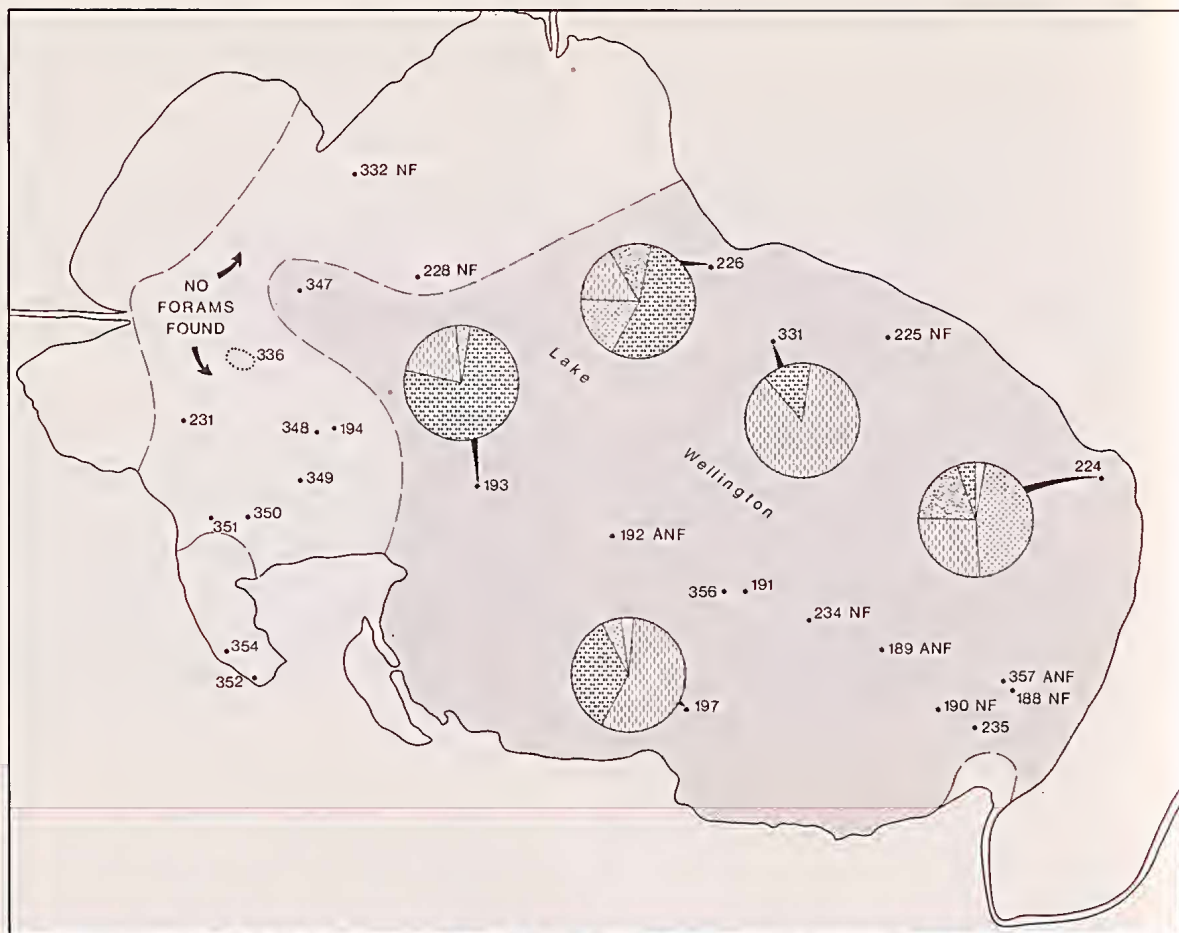 332 NF
NO
FORAMS
FOUND
228 NF
347
226
336
331
225 NF
Lake
231
348
194
Wellington
224
349
193
351
350
192 ANF
356
191
234 NF
354
189 ANF
352
357 ANF
188 NF
197
190 NF
235